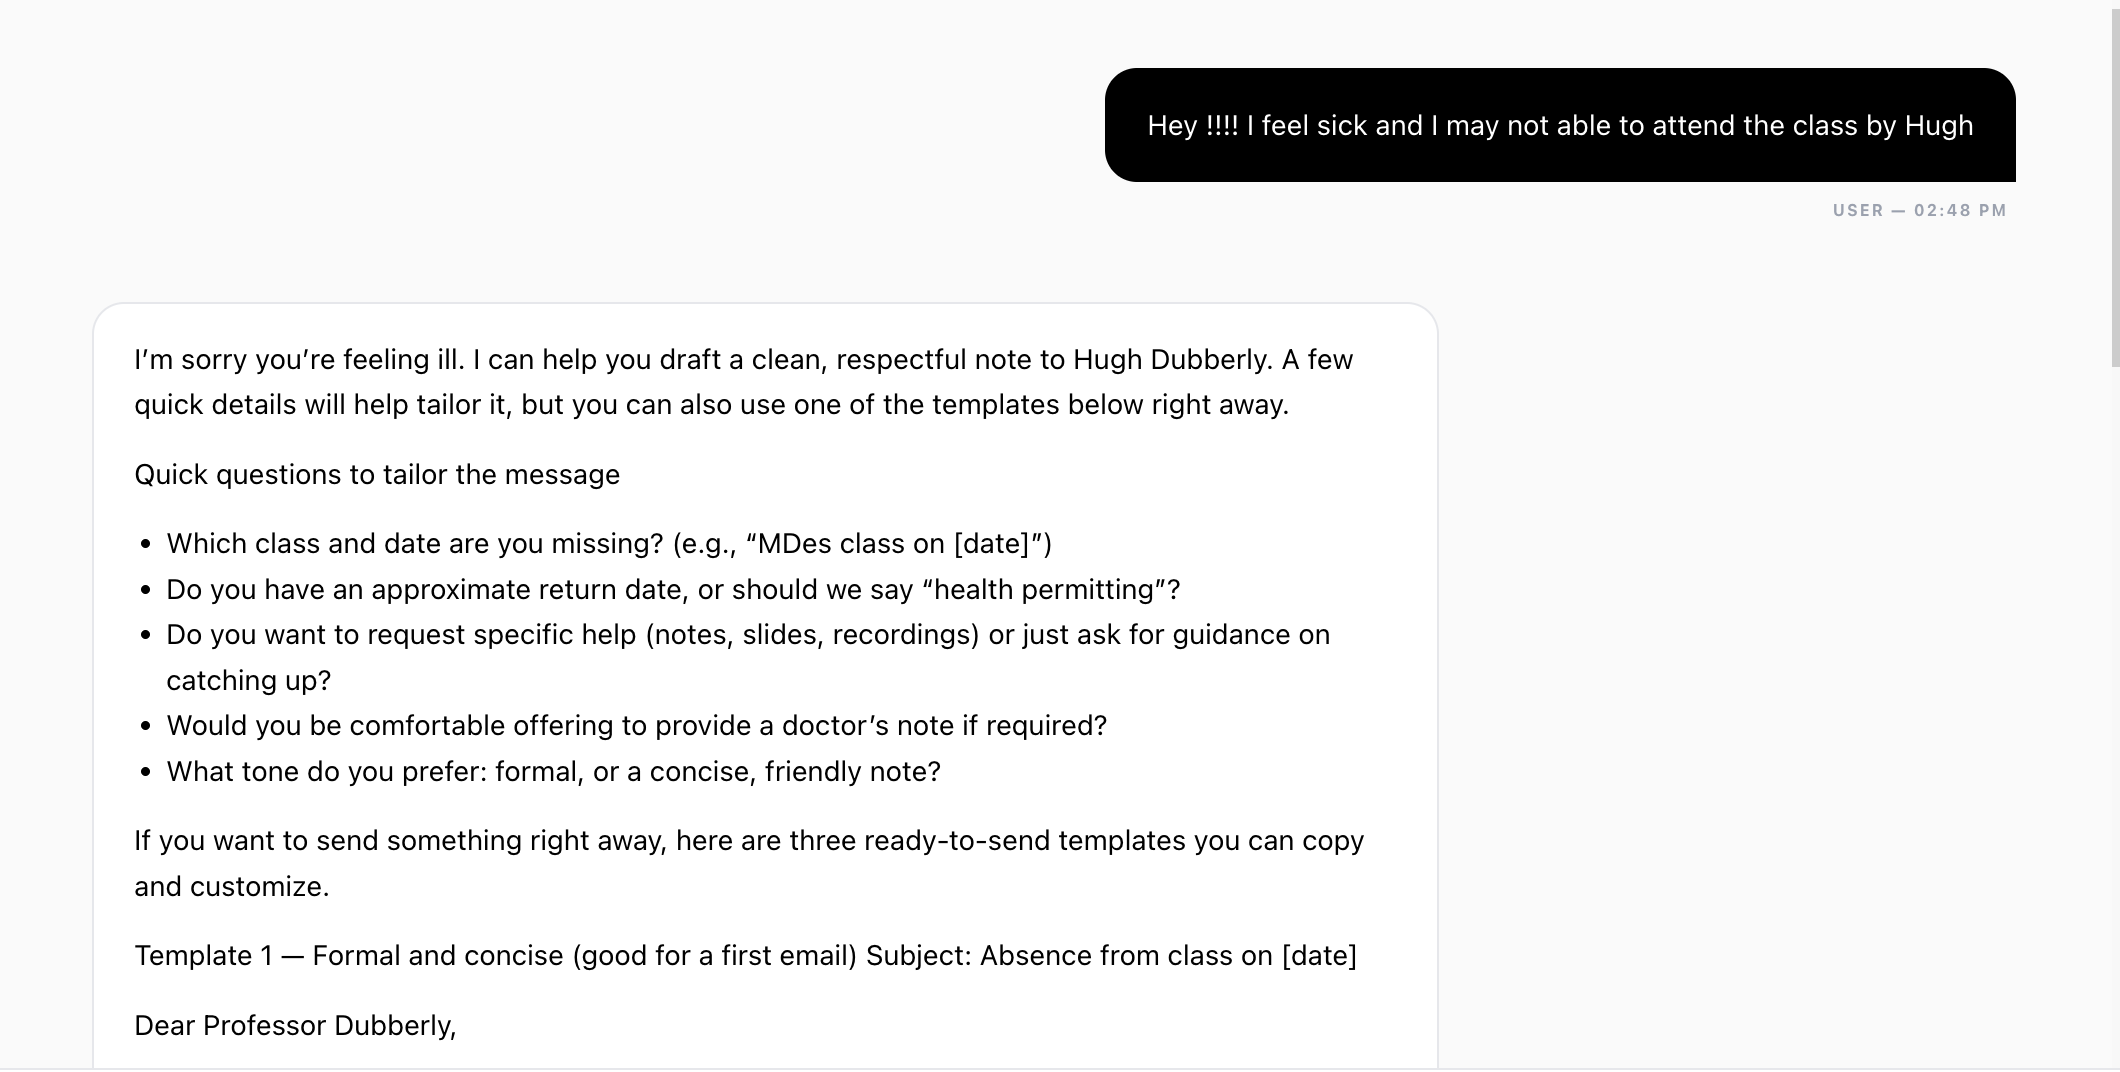 Hey !!!! I feel sick and I may not able to attend the class by Hugh
USER — 02:48 PM
I’m sorry you’re feeling ill. I can help you draft a clean, respectful note to Hugh Dubberly. A few
quick details will help tailor it, but you can also use one of the templates below right away.
Quick questions to tailor the message
• Which class and date are you missing? (e.g., “MDes class on [date]”)
• Do you have an approximate return date, or should we say “health permitting”?
• Do you want to request specific help (notes, slides, recordings) or just ask for guidance on
catching up?
• Would you be comfortable offering to provide a doctor’s note if required?
• What tone do you prefer: formal, or a concise, friendly note?
If you want to send something right away, here are three ready-to-send templates you can copy
and customize.
Template 1 — Formal and concise (good for a first email) Subject: Absence from class on [date]
Dear Professor Dubberly,